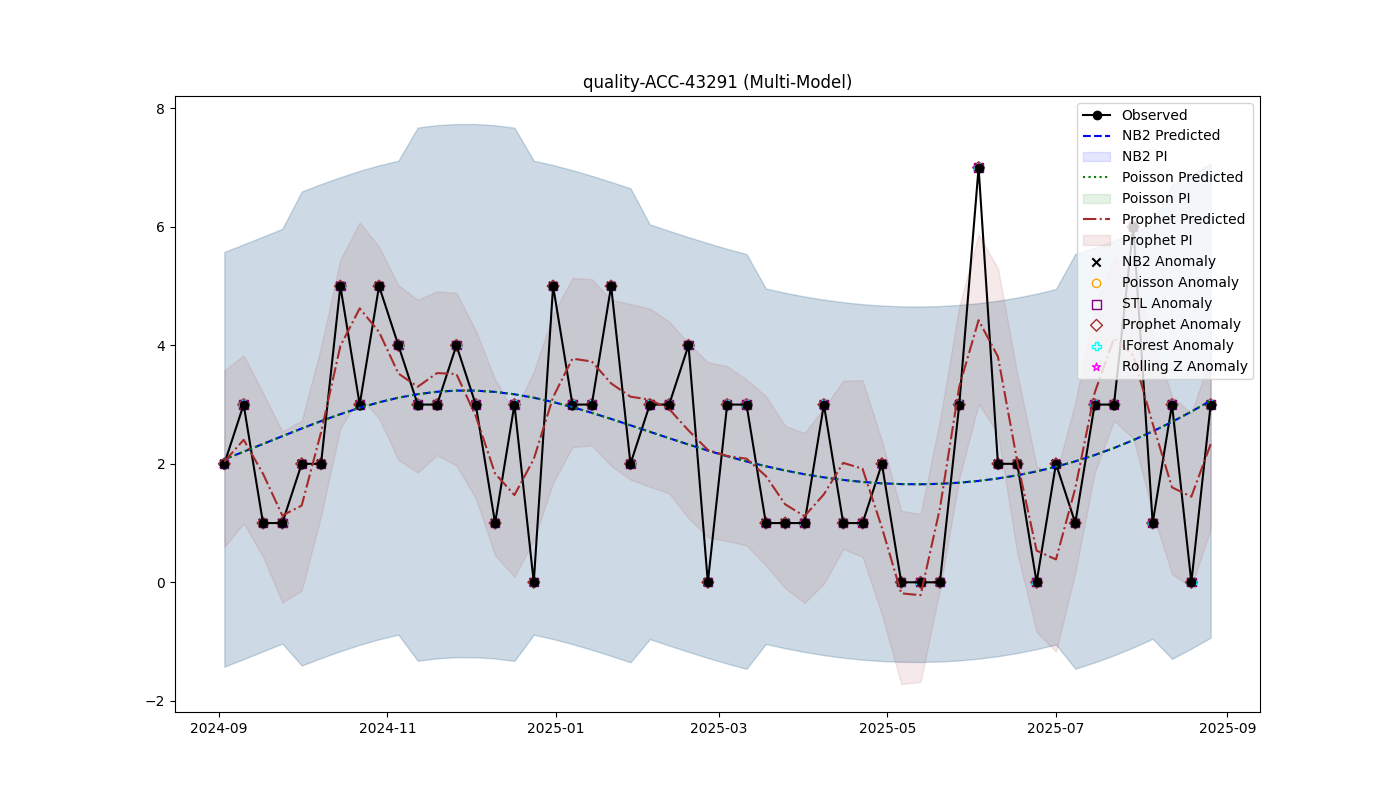 quality-ACC-43291 (Multi-Model)
8
6
4
2
0
−2
2024-09
2024-11
2025-01
2025-03
2025-05
2025-07
2025-09
Observed
NB2 Predicted
NB2 PI
Poisson Predicted
Poisson PI
Prophet Predicted
Prophet PI
NB2 Anomaly
Poisson Anomaly
STL Anomaly
Prophet Anomaly
IForest Anomaly
Rolling Z Anomaly